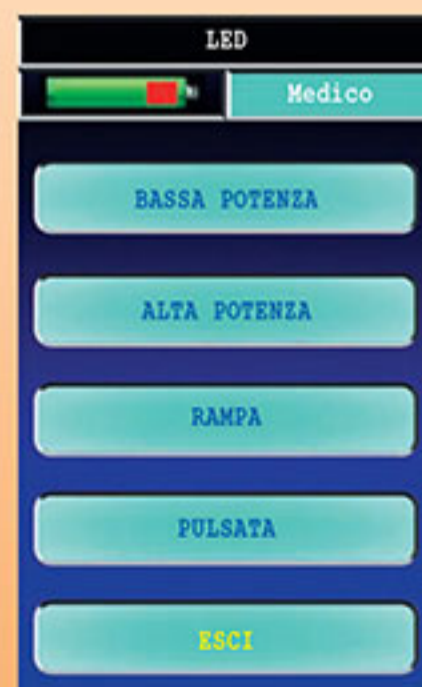 LED
Medico
BASSA POTENZA
ALTA POTENZA
RAMPA
PULSATA
ESCI